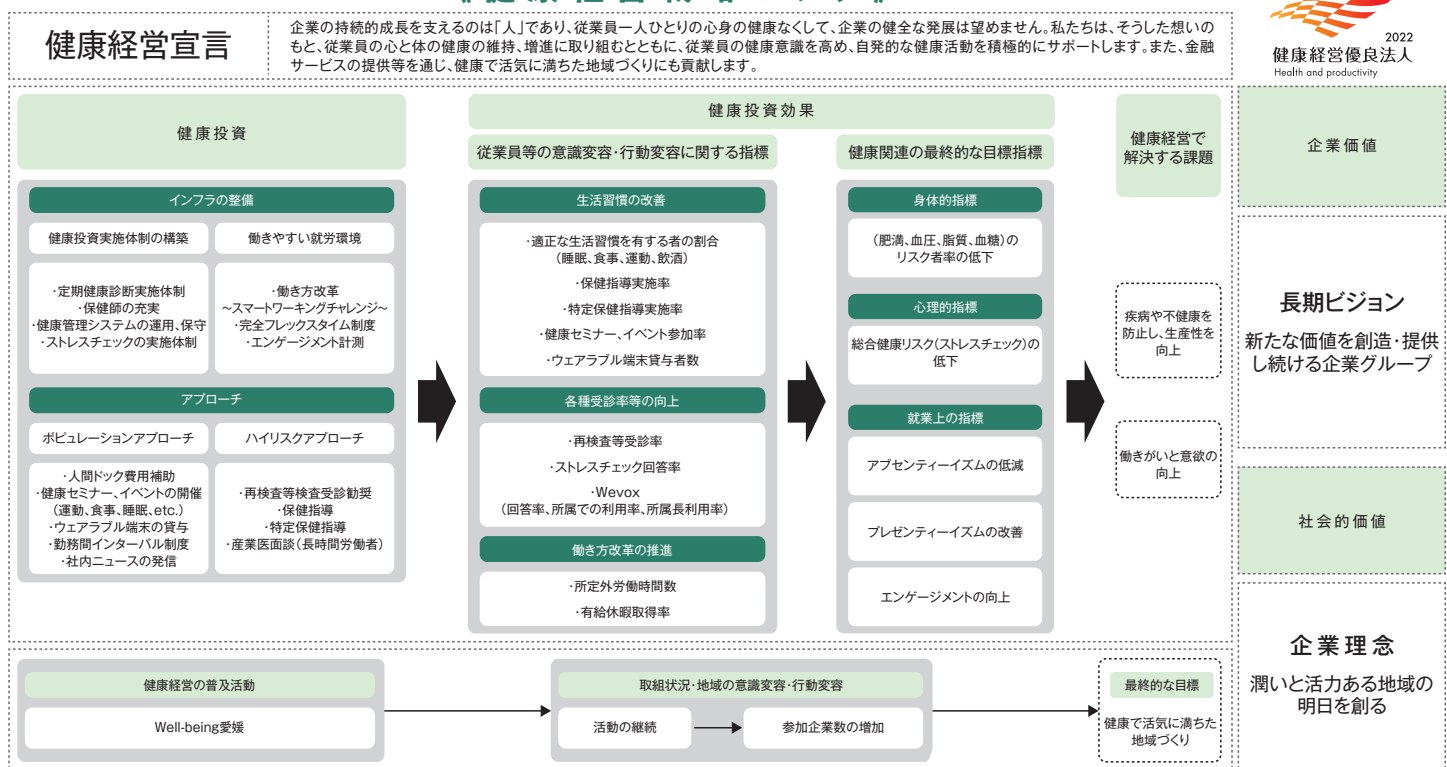 健康経営宣言
企業の持続的成長を支えるのは「人」であり、従業員一人ひとりの心身の健康なくして、企業の健全な発展は望めません。私たちは、そうした想いの
もと、従業員の心と体の健康の維持、増進に取り組むとともに、従業員の健康意識を高め、自発的な健康活動を積極的にサポートします。また、金融
サービスの提供等を通じ、健康で活気に満ちた地域づくりにも貢献します。
2022
健康経営優良法人
Health and productivity
健康投資
インフラの整備
健康投資実施体制の構築
・定期健康診断実施体制
・保健師の充実
・健康管理システムの運用、保守
・ストレスチェックの実施体制
働きやすい就労環境
・働き方改革
～スマートワーキングチャレンジ～
・完全フレックスタイム制度
・エンゲージメント計測
アプローチ
ポピュレーションアプローチ
・人間ドック費用補助
・健康セミナー、イベントの開催
(運動、食事、睡眠、etc.)
・ウェアラブル端末の貸与
・勤務間インターバル制度
・社内ニュースの発信
ハイリスクアプローチ
・再検査等検査受診勧奨
・保健指導
・特定保健指導
・産業医面談(長時間労働者)
健康投資効果
従業員等の意識変容・行動変容に関する指標
生活習慣の改善
・適正な生活習慣を有する者の割合
(睡眠、食事、運動、飲酒)
・保健指導実施率
・特定保健指導実施率
・健康セミナー、イベント参加率
・ウェアラブル端末貸与者数
各種受診率等の向上
・再検査等受診率
・ストレスチェック回答率
・Wevox
(回答率、所属での利用率、所属長利用率)
働き方改革の推進
・所定外労働時間数
・有給休暇取得率
健康関連の最終的な目標指標
身体的指標
(肥満、血圧、脂質、血糖)の
リスク者率の低下
心理的指標
総合健康リスク(ストレスチェック)の
低下
就業上の指標
アブセンティーイズムの低減
プレゼンティーイズムの改善
エンゲージメントの向上
健康経営で
解決する課題
疾病や不健康を
防止し、生産性を
向上
働きがいと意欲の
向上
企業価値
長期ビジョン
新たな価値を創造・提供
し続ける企業グループ
社会的価値
企業理念
潤いと活力ある地域の
明日を創る
健康経営の普及活動
Well-being愛媛
取組状況・地域の意識変容・行動変容
活動の継続
参加企業数の増加
最終的な目標
健康で活気に満ちた
地域づくり